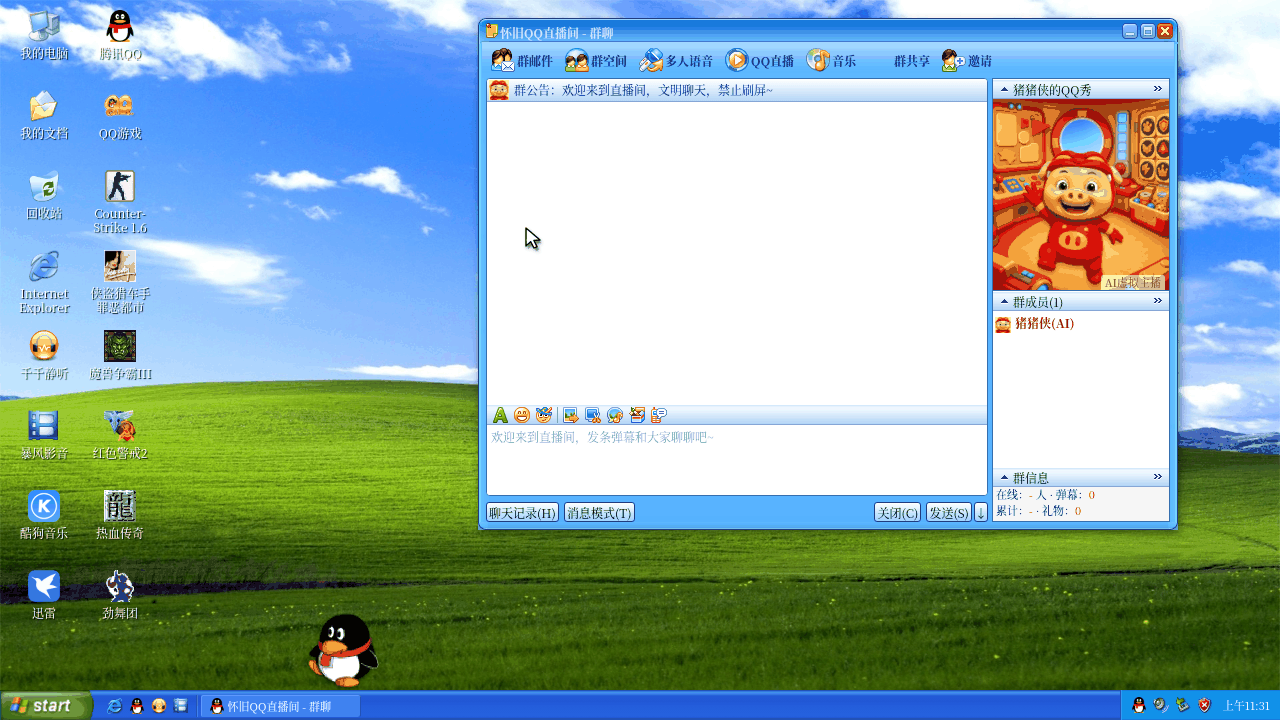 我的电脑
腾讯QQ
我的文档
QQ游戏
回收站
Counter-
Strike 1.6
Internet
Explorer
侠盗猎车手
罪恶都市
千千静听
魔兽争霸III
暴风影音
红色警戒2
酷狗音乐
热血传奇
迅雷
劲舞团
怀旧QQ直播间 - 群聊
群邮件 群空间 多人语音 QQ直播 音乐 群共享 邀请
群公告：欢迎来到直播间，文明聊天，禁止刷屏~
欢迎来到直播间，发条弹幕和大家聊聊吧~
聊天记录(H) 消息模式(T) 关闭(C) 发送(S) ↓
猪猪侠的QQ秀
AI虚拟主播
群成员(1)
猪猪侠(AI)
群信息
在线：- 人 · 弹幕：0
累计：- · 礼物：0
start
怀旧QQ直播间 - 群聊
上午11:31